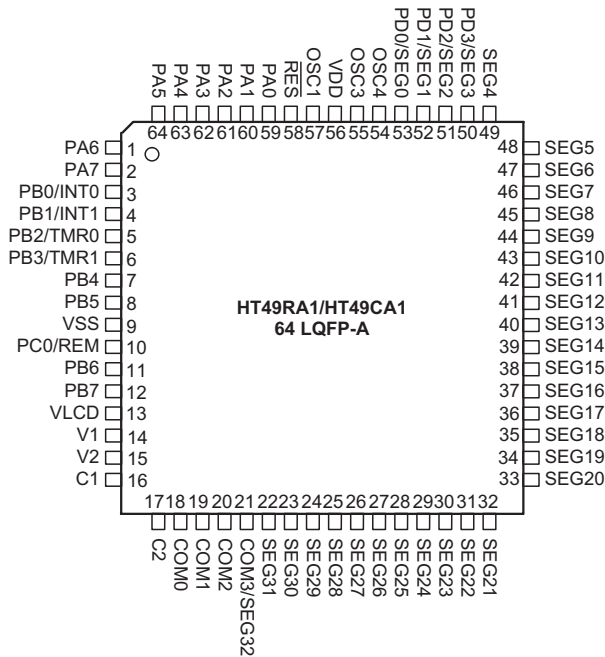 PA5
PA4
PA3
PA2
PA1
PA0
RES
OSC1
VDD
OSC3
OSC4
PD0/SEG0
PD1/SEG1
PD2/SEG2
PD3/SEG3
SEG4
64 63 62 61 60 59 58 57 56 55 54 53 52 51 50 49
PA6 1
PA7 2
PB0/INT0 3
PB1/INT1 4
PB2/TMR0 5
PB3/TMR1 6
PB4 7
PB5 8
VSS 9
PC0/REM 10
PB6 11
PB7 12
VLCD 13
V1 14
V2 15
C1 16
HT49RA1/HT49CA1
64 LQFP-A
48 SEG5
47 SEG6
46 SEG7
45 SEG8
44 SEG9
43 SEG10
42 SEG11
41 SEG12
40 SEG13
39 SEG14
38 SEG15
37 SEG16
36 SEG17
35 SEG18
34 SEG19
33 SEG20
17 18 19 20 21 22 23 24 25 26 27 28 29 30 31 32
C2
COM0
COM1
COM2
COM3/SEG32
SEG31
SEG30
SEG29
SEG28
SEG27
SEG26
SEG25
SEG24
SEG23
SEG22
SEG21